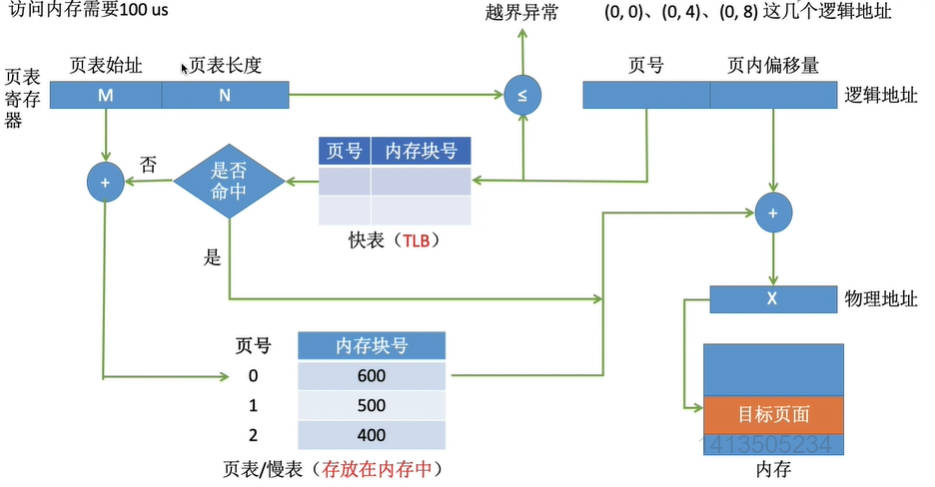 访问内存需要100 us
越界异常
(0, 0)、(0, 4)、(0, 8) 这几个逻辑地址
页表始址
页表长度
页号
页内偏移量
页表
寄存
器
M
N
≤
逻辑地址
页号
内存块号
否
是否
命中
+
+
快表（TLB）
是
X
物理地址
页号
内存块号
0
600
1
500
2
400
目标页面
1413505234
页表/慢表（存放在内存中）
内存